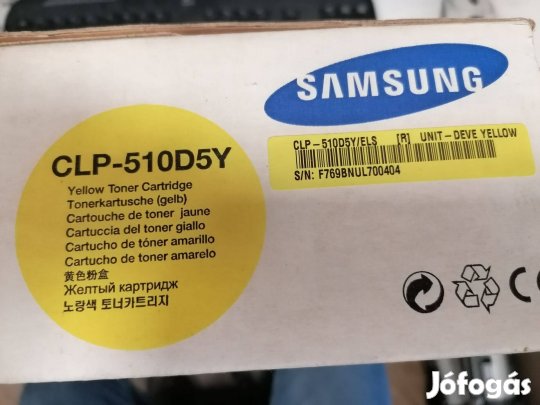 SAMSUNG
CLP-510D5Y/ELS [R] UNIT-DEVE YELLOW
S/N: F769BNUL700404
CLP-510D5Y
Yellow Toner Cartridge
Tonerkartusche (gelb)
Cartouche de toner jaune
Cartuccia del toner giallo
Cartucho de tóner amarillo
Cartucho de toner amarelo
黄色粉盒
Желтый картридж
노랑색 토너카트리지
Jófogás